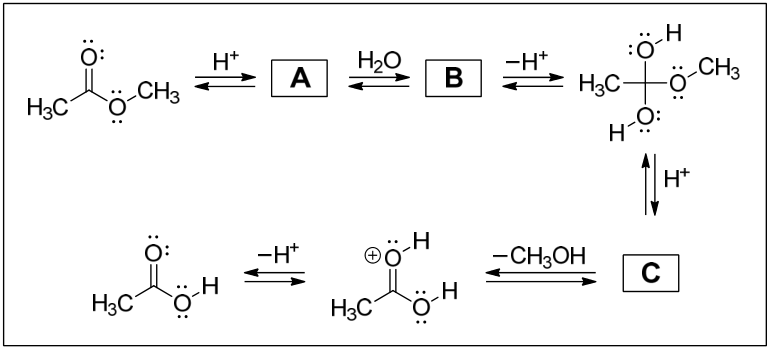 O H₃C O CH₃
H⁺
A
H₂O
B
−H⁺
O H H₃C O CH₃ O H
H⁺
C
−CH₃OH
⊕ O H H₃C O H
−H⁺
O H₃C O H